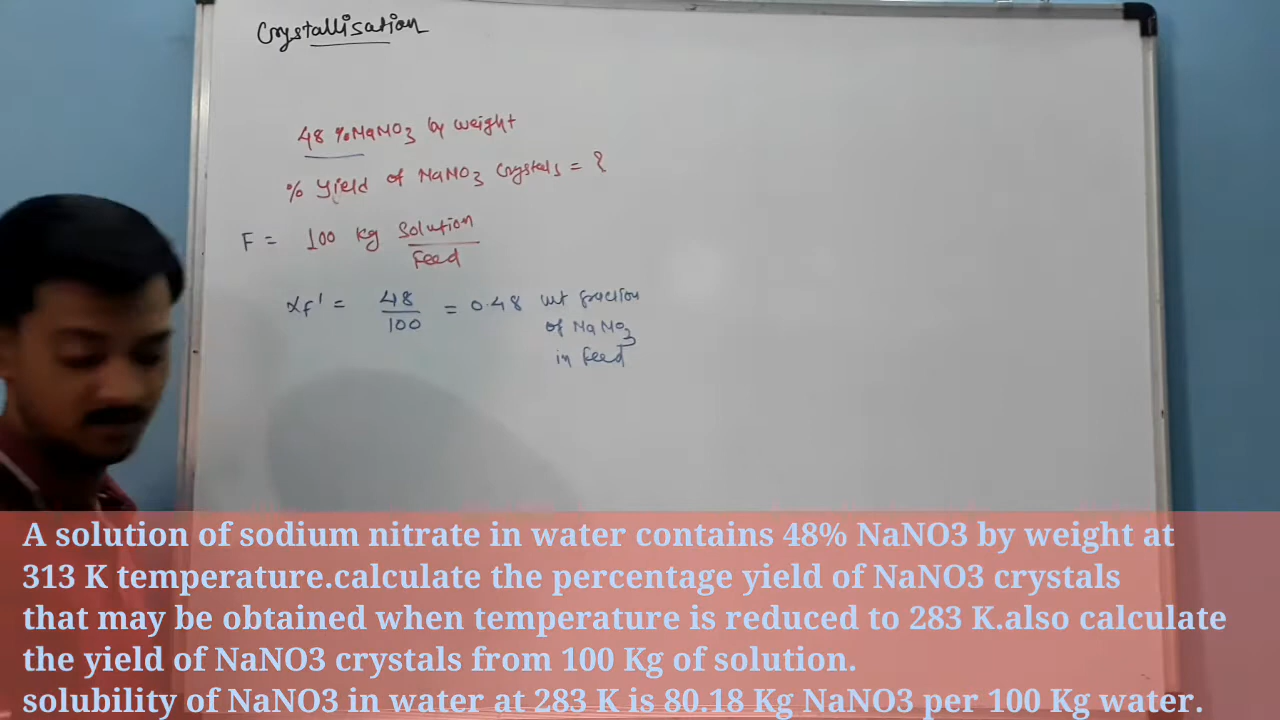 Crystallisation
48 % NaNO3 by weight
% Yield of NaNO3 Crystals = ?
F = 100 Kg Solution
Feed
xF' = 48/100 = 0.48 wt fraction
of NaNO3
in Feed
A solution of sodium nitrate in water contains 48% NaNO3 by weight at
313 K temperature.calculate the percentage yield of NaNO3 crystals
that may be obtained when temperature is reduced to 283 K.also calculate
the yield of NaNO3 crystals from 100 Kg of solution.
solubility of NaNO3 in water at 283 K is 80.18 Kg NaNO3 per 100 Kg water.